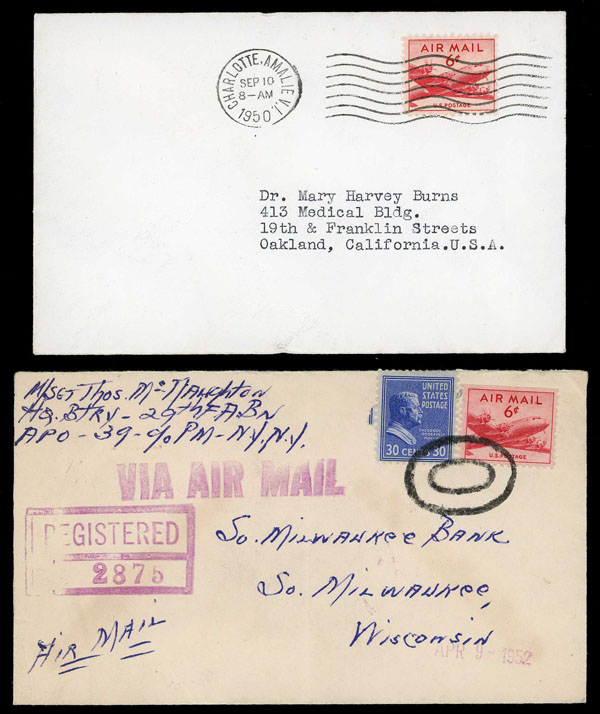 CHARLOTTE AMALIE V.I.
SEP 10
8-AM
1950
AIR MAIL
6¢
U.S. POSTAGE
Dr. Mary Harvey Burns
413 Medical Bldg.
19th & Franklin Streets
Oakland, California.U.S.A.
M/SGT THOS. McNAUGHTON
HQ. BTRY - 29TH F.A.BN
APO - 39 - c/o PM - N.Y, N.Y.
UNITED
STATES
POSTAGE
THEODORE
ROOSEVELT
30 CENTS 30
AIR MAIL
6¢
U.S. POSTAGE
VIA AIR MAIL
REGISTERED
2875
So. MILWAUKEE BANK
So. MILWAUKEE,
WISCONSIN
AIR MAIL
APR 9 - 1952